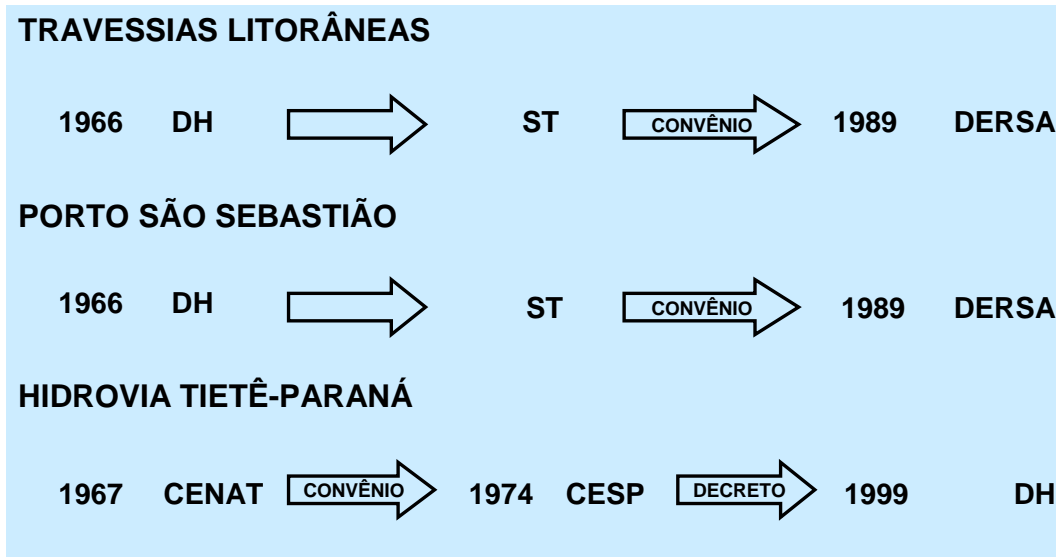 TRAVESSIAS LITORÂNEAS
1966 DH ST CONVÊNIO 1989 DERSA
PORTO SÃO SEBASTIÃO
1966 DH ST CONVÊNIO 1989 DERSA
HIDROVIA TIETÊ-PARANÁ
1967 CENAT CONVÊNIO 1974 CESP DECRETO 1999 DH